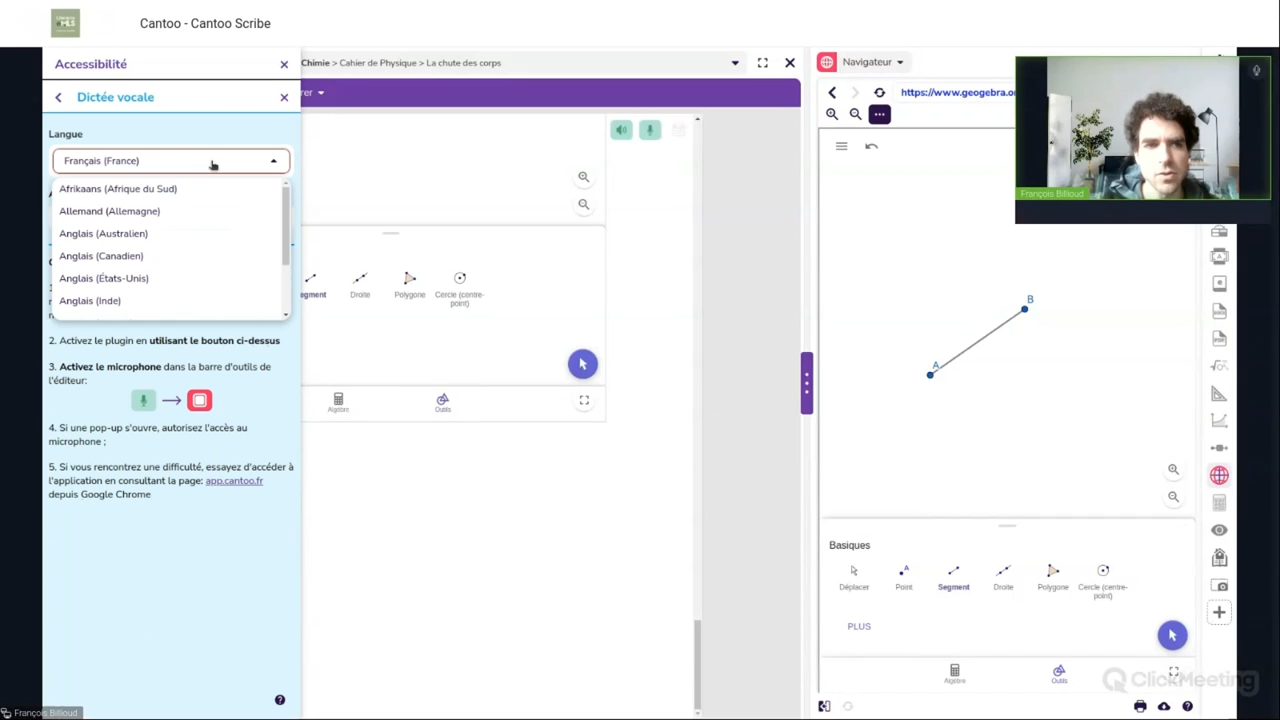 Cantoo - Cantoo Scribe
Accessibilité
Dictée vocale
Langue
Français (France)
Afrikaans (Afrique du Sud)
Allemand (Allemagne)
Anglais (Australien)
Anglais (Canadien)
Anglais (États-Unis)
Anglais (Inde)
2. Activez le plugin en utilisant le bouton ci-dessus
3. Activez le microphone dans la barre d'outils de
l'éditeur:
4. Si une pop-up s'ouvre, autorisez l'accès au
microphone ;
5. Si vous rencontrez une difficulté, essayez d'accéder à
l'application en consultant la page: app.cantoo.fr
depuis Google Chrome
Chimie > Cahier de Physique > La chute des corps
rer
gment
Droite
Polygone
Cercle (centre-
point)
Algèbre
Outils
Navigateur
https://www.geogebra.o
François Billioud
B
A
Basiques
Déplacer
Point
Segment
Droite
Polygone
Cercle (centre-
point)
PLUS
Algèbre
Outils
ClickMeeting
François Billioud